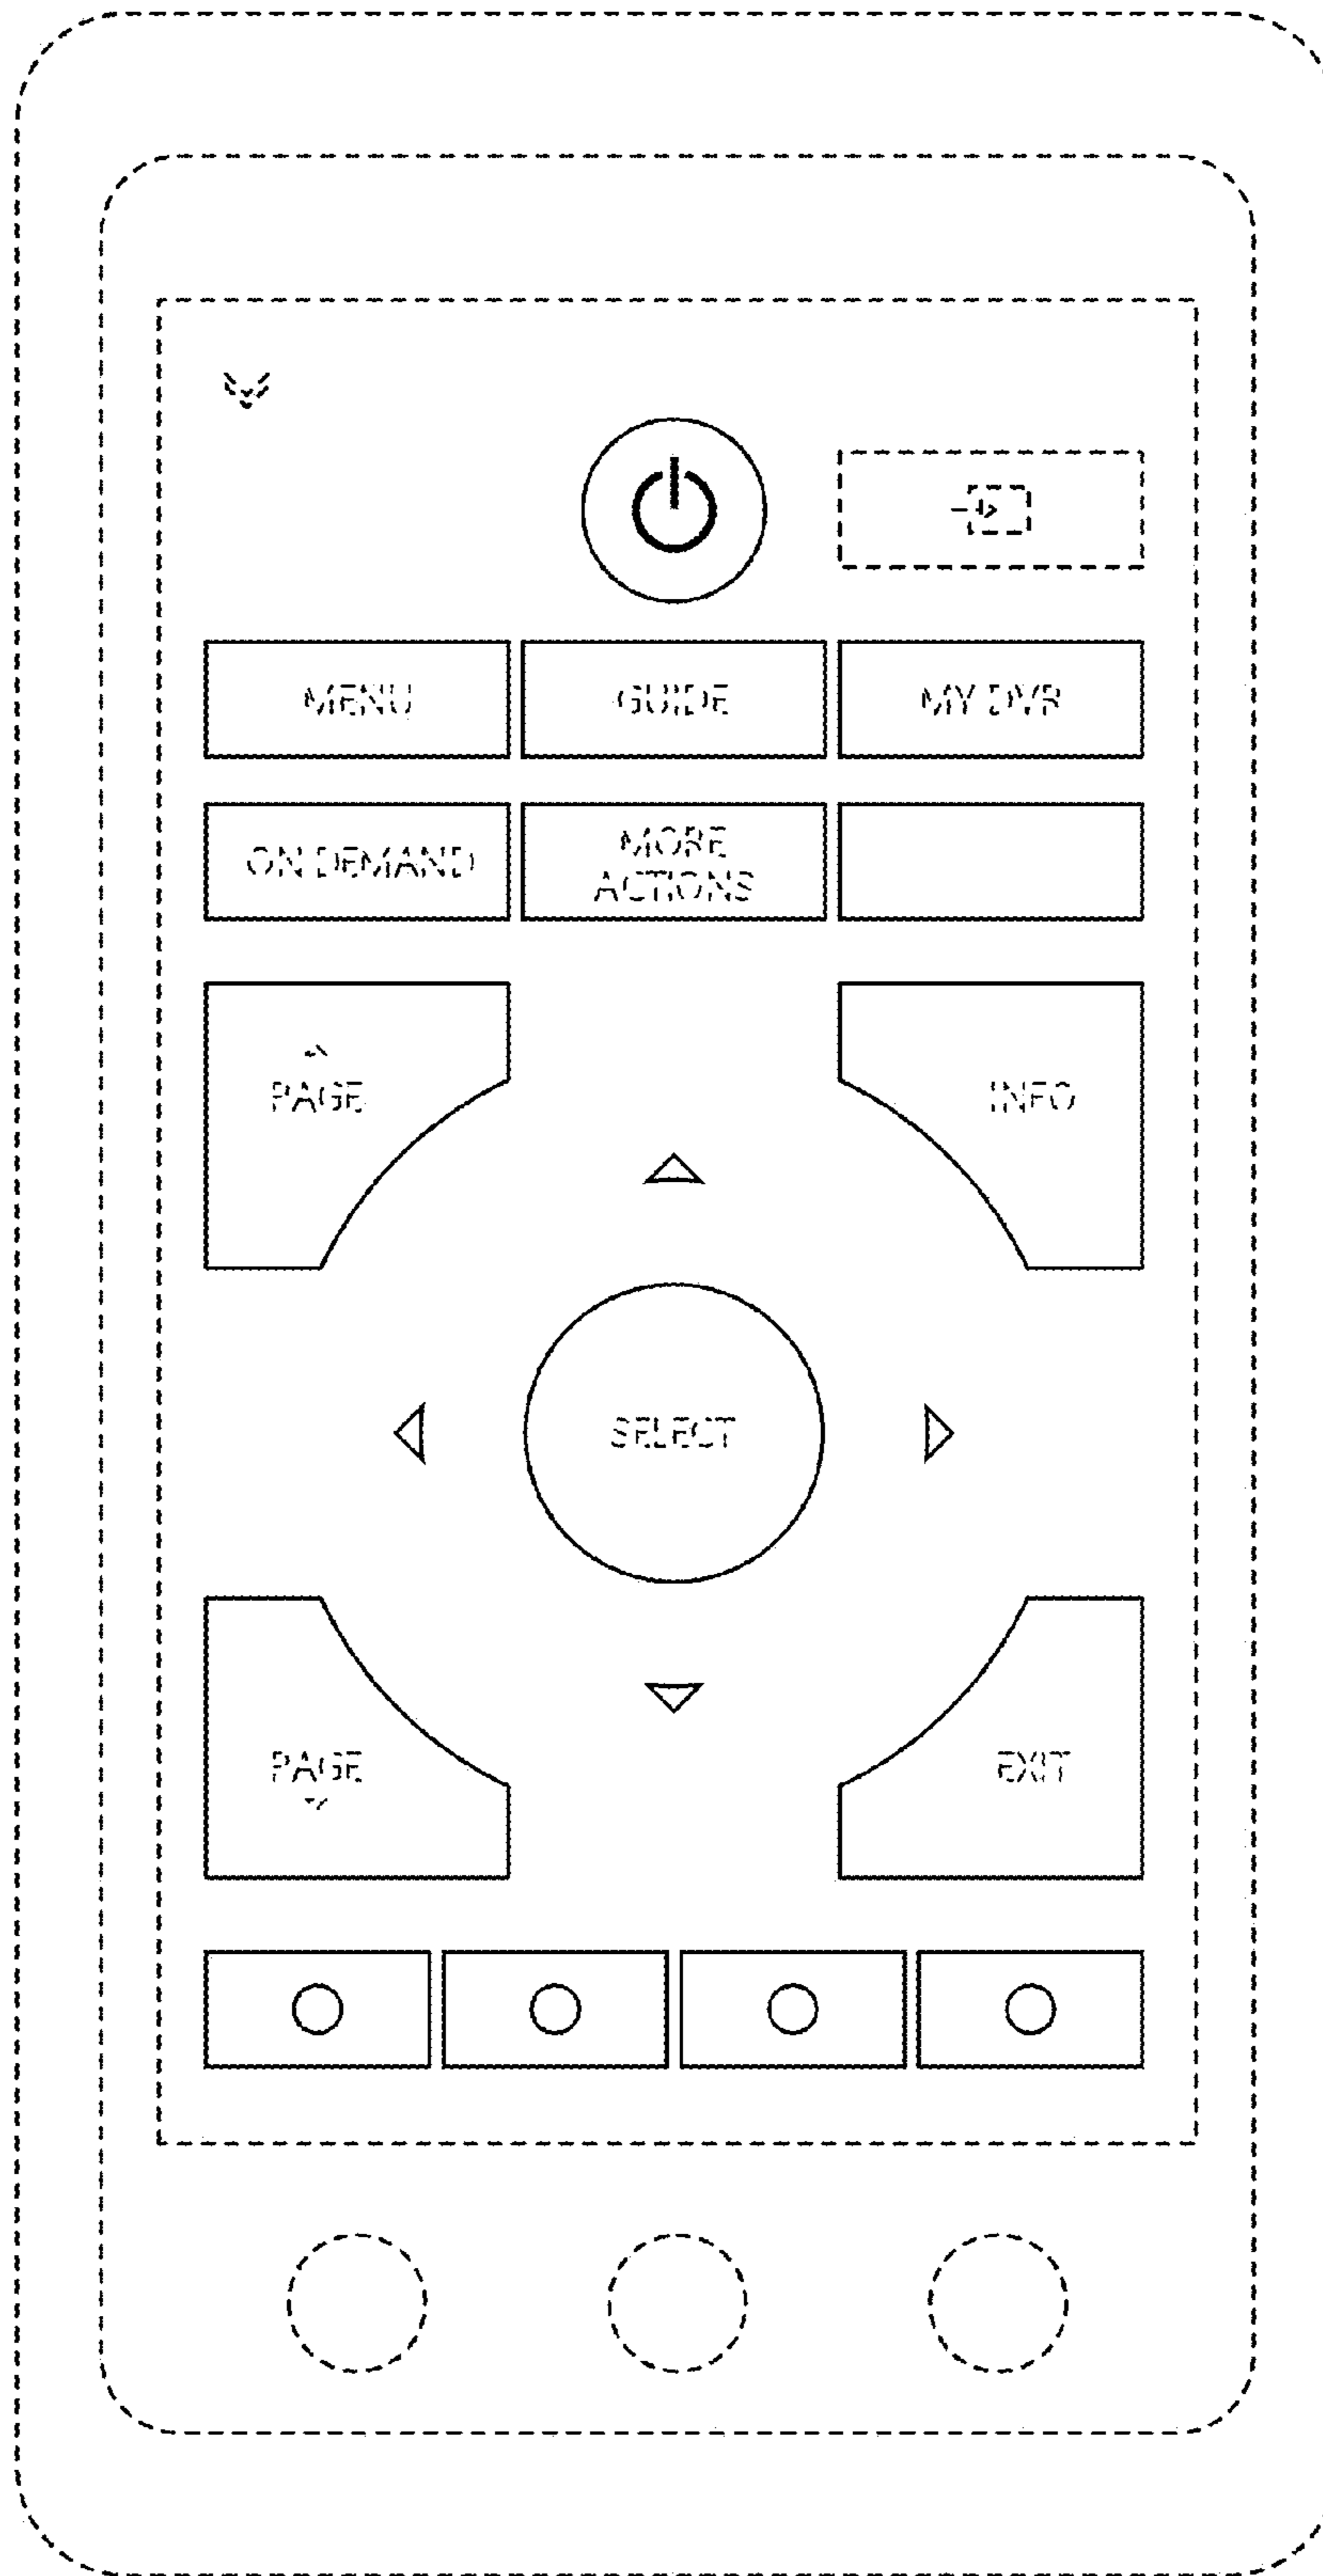 MENU
GUIDE
MY DVR
ON DEMAND
MORE
ACTIONS
PAGE
INFO
SELECT
PAGE
EXIT